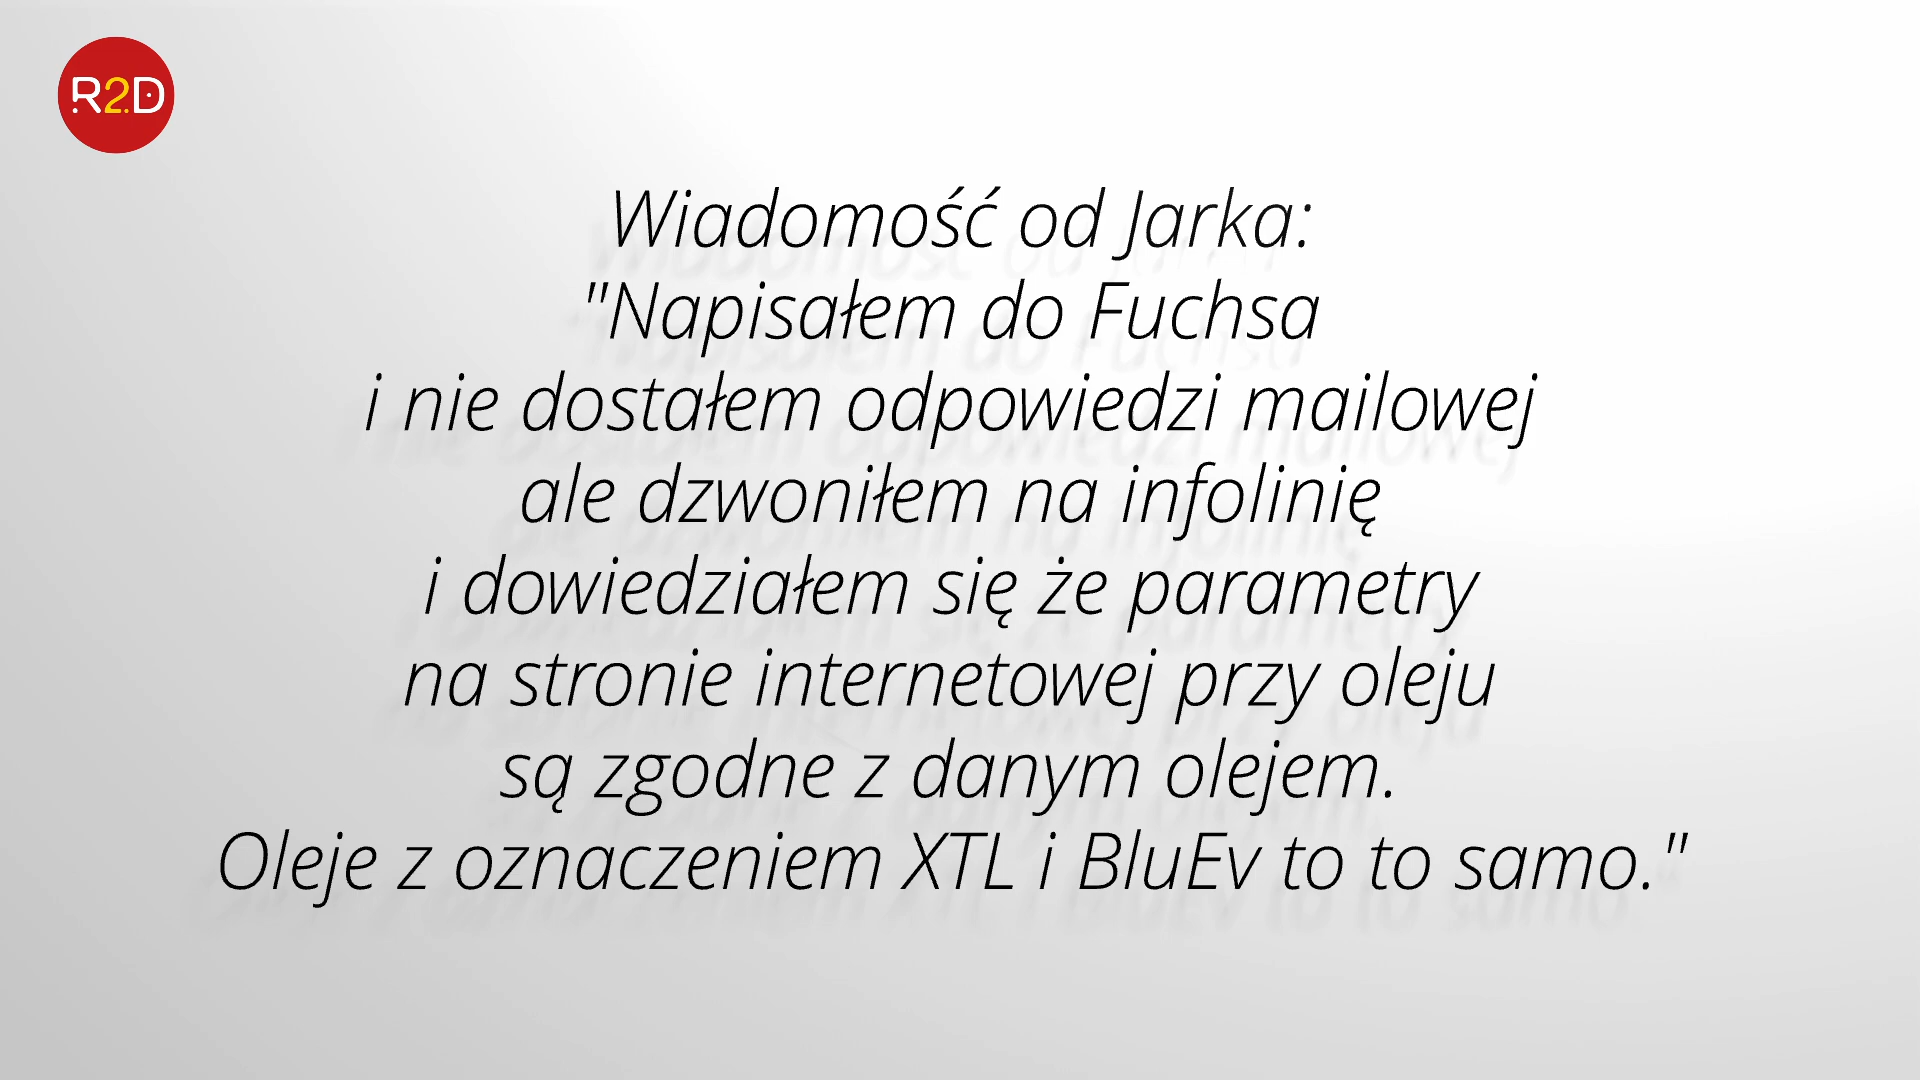 R2D
Wiadomość od Jarka:
"Napisałem do Fuchsa
i nie dostałem odpowiedzi mailowej
ale dzwoniłem na infolinię
i dowiedziałem się że parametry
na stronie internetowej przy oleju
są zgodne z danym olejem.
Oleje z oznaczeniem XTL i BluEv to to samo."